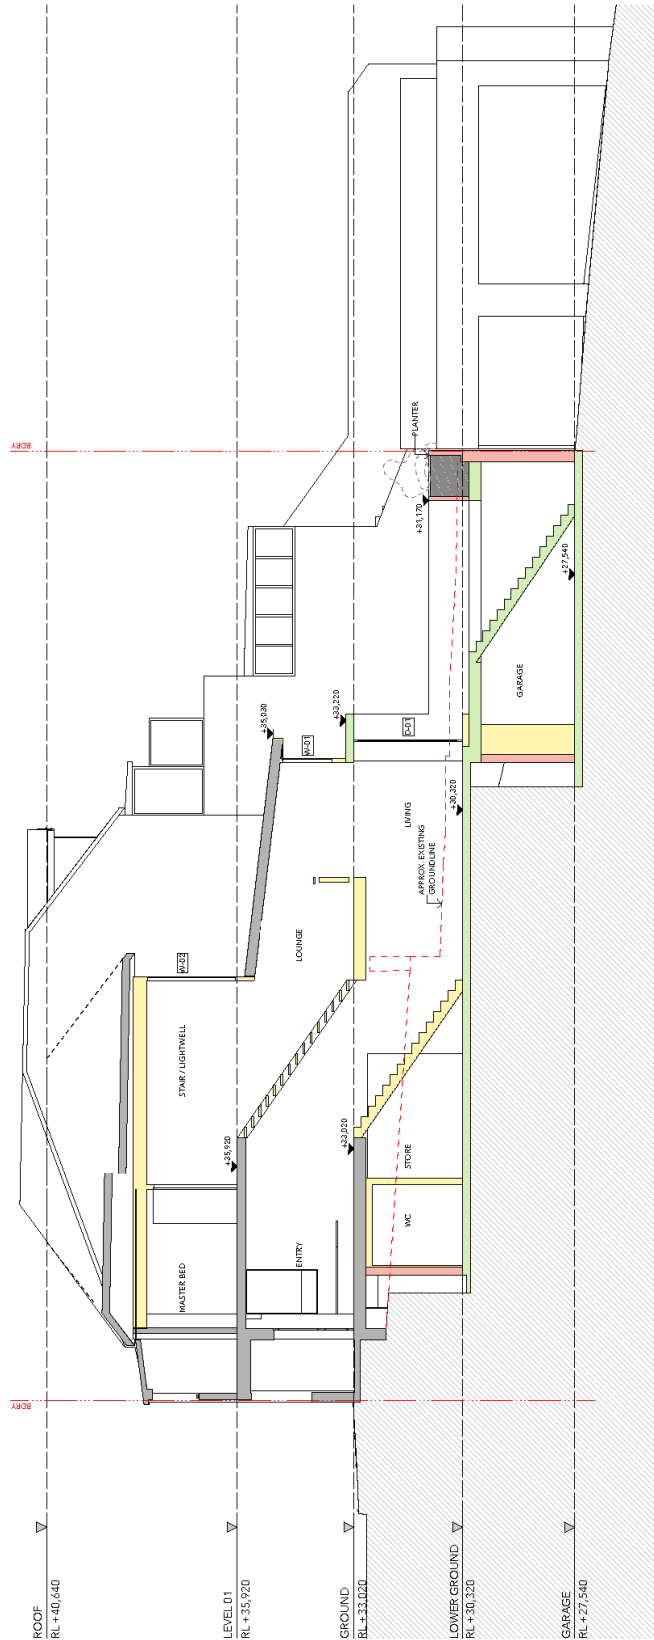 ROOF
RL +40,640
LEVEL 01
RL +35,920
GROUND
RL +33,020
LOWER GROUND
RL +30,320
GARAGE
RL +27,540
BDRY
BDRY
MASTER BED
STAIR / LIGHTWELL
W-02
+35,920
ENTRY
LOUNGE
W-01
+35,030
+33,220
+33,020
WC
STORE
APPROX. EXISTING
GROUNDLINE
LIVING
D-01
+30,320
+31,170
PLANTER
GARAGE
+27,540